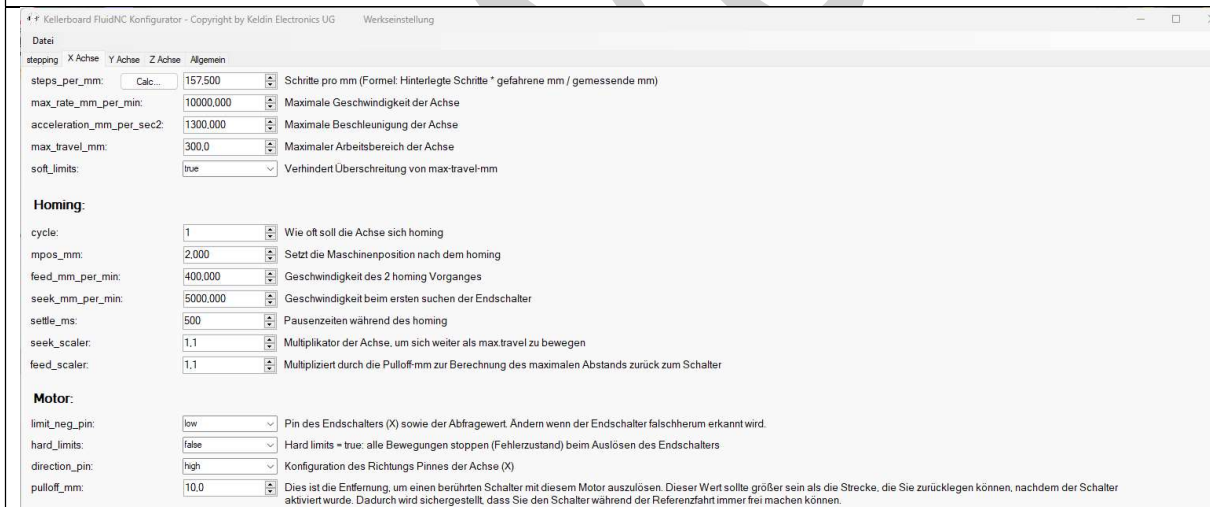 Kellerboard FluidNC Konfigurator - Copyright by Keldin Electronics UG Werkseinstellung
Datei
stepping X Achse Y Achse Z Achse Allgemein
steps_per_mm: Calc... 157,500 Schritte pro mm (Formel: Hinterlegte Schritte * gefahrene mm / gemessende mm)
max_rate_mm_per_min: 10000,000 Maximale Geschwindigkeit der Achse
acceleration_mm_per_sec2: 1300,000 Maximale Beschleunigung der Achse
max_travel_mm: 300,0 Maximaler Arbeitsbereich der Achse
soft_limits: true Verhindert Überschreitung von max-travel-mm
Homing:
cycle: 1 Wie oft soll die Achse sich homing
mpos_mm: 2,000 Setzt die Maschinenposition nach dem homing
feed_mm_per_min: 400,000 Geschwindigkeit des 2 homing Vorganges
seek_mm_per_min: 5000,000 Geschwindigkeit beim ersten suchen der Endschalter
settle_ms: 500 Pausenzeiten während des homing
seek_scaler: 1,1 Multiplikator der Achse, um sich weiter als max.travel zu bewegen
feed_scaler: 1,1 Multipliziert durch die Pulloff-mm zur Berechnung des maximalen Abstands zurück zum Schalter
Motor:
limit_neg_pin: low Pin des Endschalters (X) sowie der Abfragewert. Ändern wenn der Endschalter falschherum erkannt wird.
hard_limits: false Hard limits = true: alle Bewegungen stoppen (Fehlerzustand) beim Auslösen des Endschalters
direction_pin: high Konfiguration des Richtungs Pinnes der Achse (X)
pulloff_mm: 10,0 Dies ist die Entfernung, um einen berührten Schalter mit diesem Motor auszulösen. Dieser Wert sollte größer sein als die Strecke, die Sie zurücklegen können, nachdem der Schalter
aktiviert wurde. Dadurch wird sichergestellt, dass Sie den Schalter während der Referenzfahrt immer frei machen können.